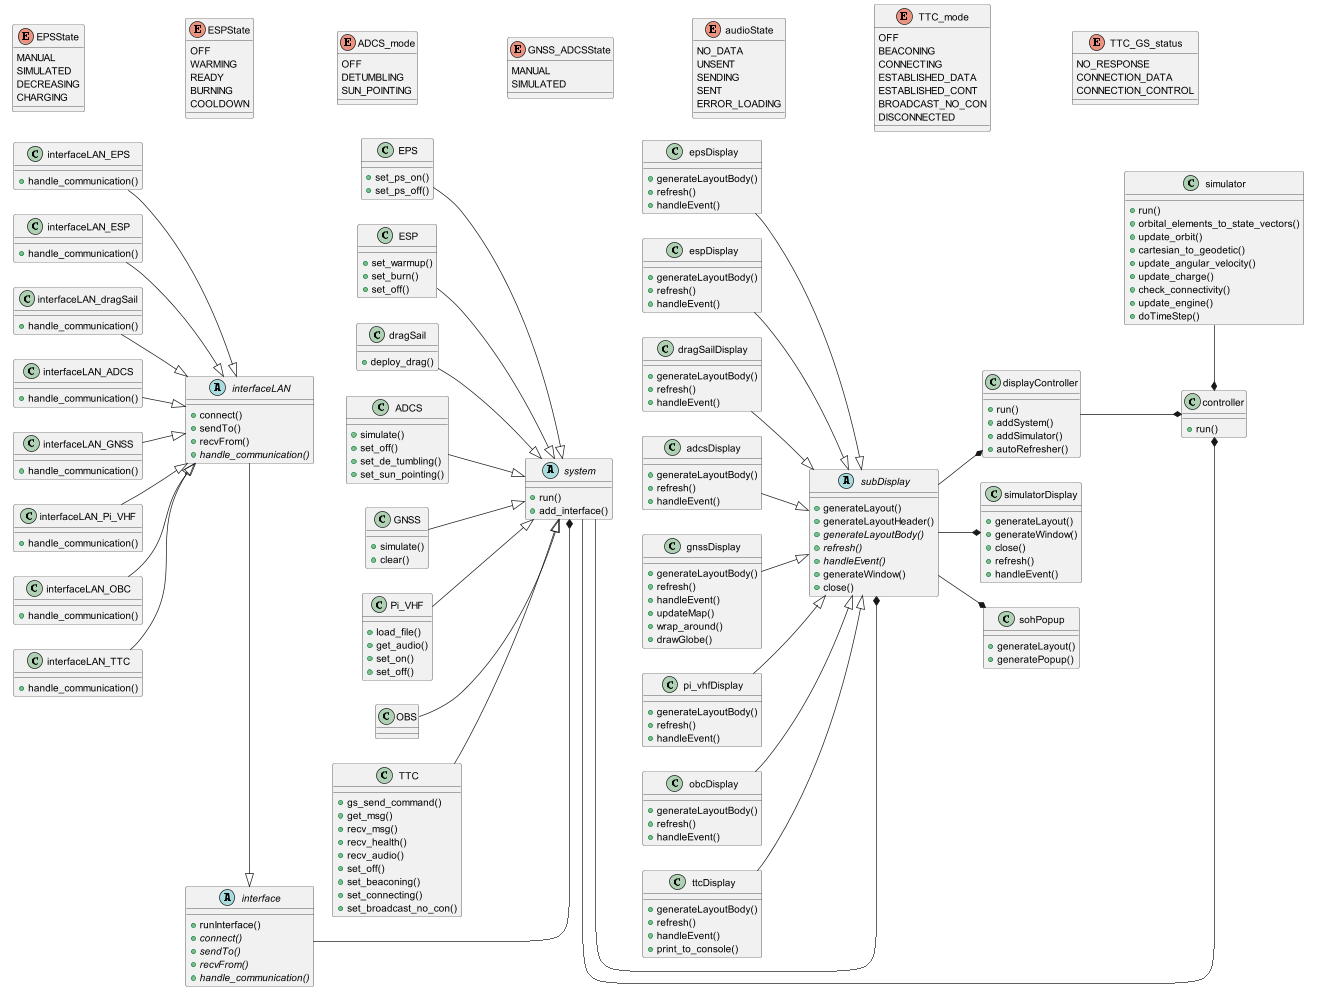 E EPSState
MANUAL
SIMULATED
DECREASING
CHARGING
E ESPState
OFF
WARMING
READY
BURNING
COOLDOWN
E ADCS_mode
OFF
DETUMBLING
SUN_POINTING
E GNSS_ADCSState
MANUAL
SIMULATED
E audioState
NO_DATA
UNSENT
SENDING
SENT
ERROR_LOADING
E TTC_mode
OFF
BEACONING
CONNECTING
ESTABLISHED_DATA
ESTABLISHED_CONT
BROADCAST_NO_CON
DISCONNECTED
E TTC_GS_status
NO_RESPONSE
CONNECTION_DATA
CONNECTION_CONTROL
C interfaceLAN_EPS
handle_communication()
C interfaceLAN_ESP
handle_communication()
C interfaceLAN_dragSail
handle_communication()
C interfaceLAN_ADCS
handle_communication()
C interfaceLAN_GNSS
handle_communication()
C interfaceLAN_Pi_VHF
handle_communication()
C interfaceLAN_OBC
handle_communication()
C interfaceLAN_TTC
handle_communication()
A interfaceLAN
connect()
sendTo()
recvFrom()
handle_communication()
A interface
runInterface()
connect()
sendTo()
recvFrom()
handle_communication()
C EPS
set_ps_on()
set_ps_off()
C ESP
set_warmup()
set_burn()
set_off()
C dragSail
deploy_drag()
C ADCS
simulate()
set_off()
set_de_tumbling()
set_sun_pointing()
C GNSS
simulate()
clear()
C Pi_VHF
load_file()
get_audio()
set_on()
set_off()
C OBS
C TTC
gs_send_command()
get_msg()
recv_msg()
recv_health()
recv_audio()
set_off()
set_beaconing()
set_connecting()
set_broadcast_no_con()
A system
run()
add_interface()
C epsDisplay
generateLayoutBody()
refresh()
handleEvent()
C espDisplay
generateLayoutBody()
refresh()
handleEvent()
C dragSailDisplay
generateLayoutBody()
refresh()
handleEvent()
C adcsDisplay
generateLayoutBody()
refresh()
handleEvent()
C gnssDisplay
generateLayoutBody()
refresh()
handleEvent()
updateMap()
wrap_around()
drawGlobe()
C pi_vhfDisplay
generateLayoutBody()
refresh()
handleEvent()
C obcDisplay
generateLayoutBody()
refresh()
handleEvent()
C ttcDisplay
generateLayoutBody()
refresh()
handleEvent()
print_to_console()
A subDisplay
generateLayout()
generateLayoutHeader()
generateLayoutBody()
refresh()
handleEvent()
generateWindow()
close()
C displayController
run()
addSystem()
addSimulator()
autoRefresher()
C simulatorDisplay
generateLayout()
generateWindow()
close()
refresh()
handleEvent()
C sohPopup
generateLayout()
generatePopup()
C simulator
run()
orbital_elements_to_state_vectors()
update_orbit()
cartesian_to_geodetic()
update_angular_velocity()
update_charge()
check_connectivity()
update_engine()
doTimeStep()
C controller
run()